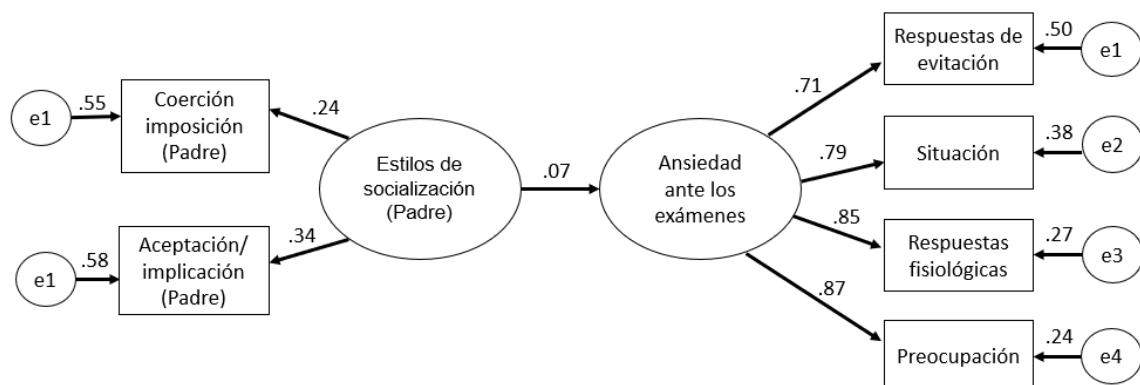 e1
.55
Coerción
imposición
(Padre)
.24
e1
.58
Aceptación/
implicación
(Padre)
.34
Estilos de
socialización
(Padre)
.07
Ansiedad
ante los
exámenes
.71
Respuestas de
evitación
.50
e1
.79
Situación
.38
e2
.85
Respuestas
fisiológicas
.27
e3
.87
Preocupación
.24
e4